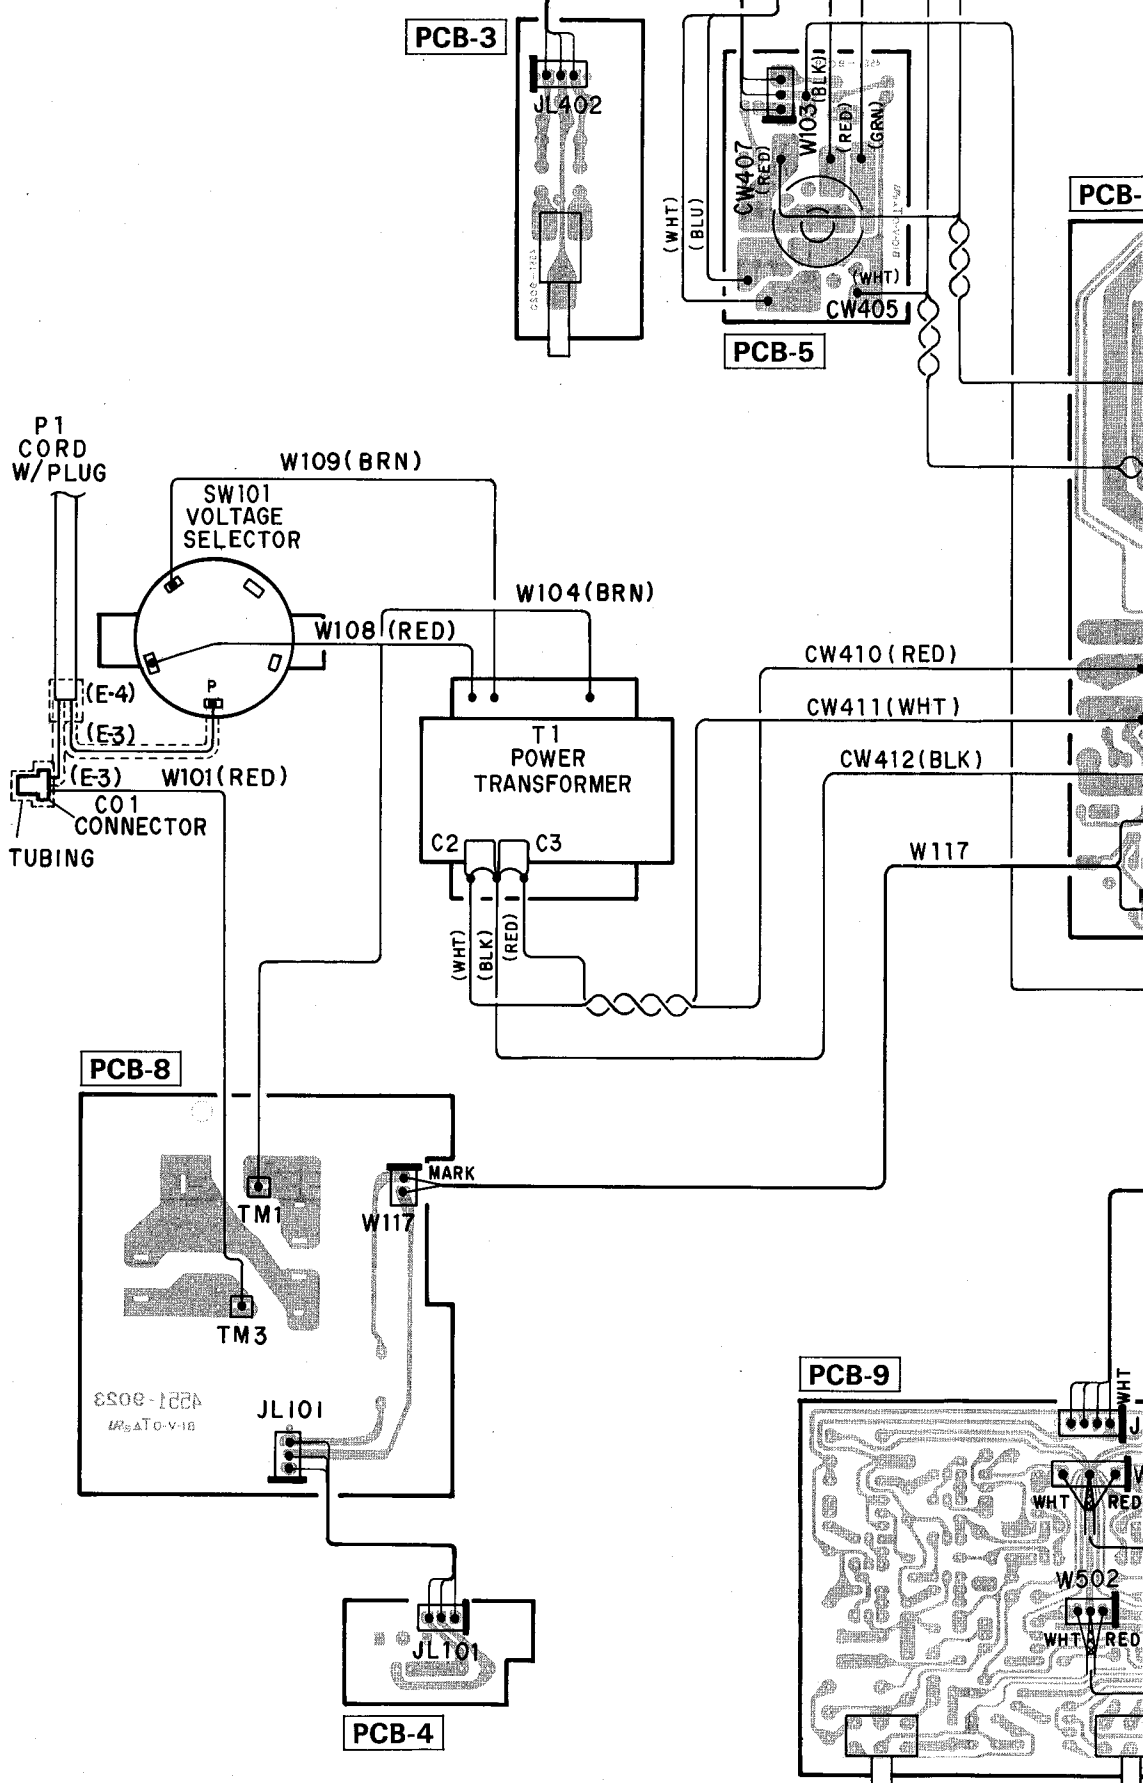 PCB-3
JL402
W103
(BLK)
(RED)
(GRN)
CW407
(RED)
(WHT)
(BLU)
(WHT)
CW405
PCB-5
PCB-
P1
CORD
W/PLUG
W109(BRN)
SW101
VOLTAGE
SELECTOR
W104(BRN)
W108(RED)
P
(E-4)
(E-3)
(E-3)
W101(RED)
CO1
CONNECTOR
TUBING
T1
POWER
TRANSFORMER
C2
C3
(WHT)
(BLK)
(RED)
CW410(RED)
CW411(WHT)
CW412(BLK)
W117
PCB-8
MARK
TM1
W117
TM3
4551-9023
JL101
JL101
PCB-4
PCB-9
WHT
J
W
WHT
RED
W502
WHT
RED